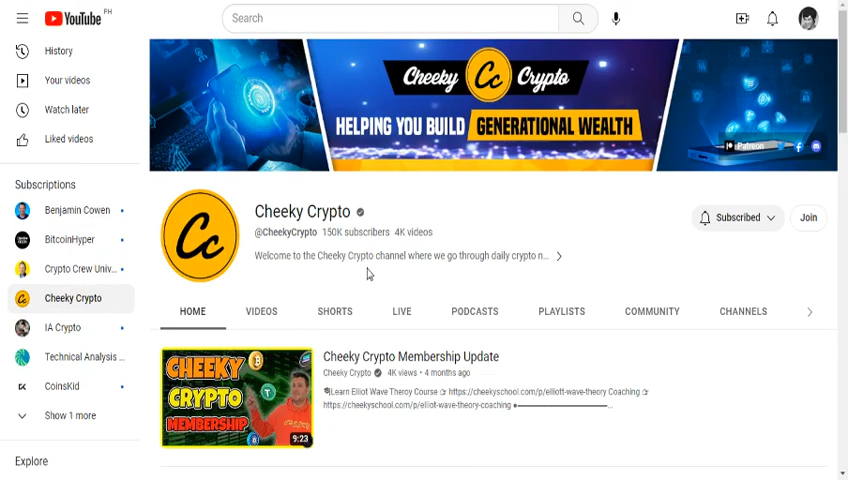 YouTube PH
Search
History
Your videos
Watch later
Liked videos
Subscriptions
Benjamin Cowen
BitcoinHyper
Crypto Crew Univ...
Cheeky Crypto
IA Crypto
Technical Analysis ...
CoinsKid
Show 1 more
Explore
Cheeky Cc Crypto
HELPING YOU BUILD GENERATIONAL WEALTH
Patreon
Cc
Cheeky Crypto
@CheekyCrypto 150K subscribers 4K videos
Welcome to the Cheeky Crypto channel where we go through daily crypto n...
Subscribed
Join
HOME VIDEOS SHORTS LIVE PODCASTS PLAYLISTS COMMUNITY CHANNELS
CHEEKY
CRYPTO
MEMBERSHIP
9:23
Cheeky Crypto Membership Update
Cheeky Crypto 4K views • 4 months ago
Learn Elliot Wave Theroy Course https://cheekyschool.com/p/elliott-wave-theory Coaching
https://cheekyschool.com/p/elliot-wave-theory-coaching ●▬▬▬▬▬▬▬▬▬▬...